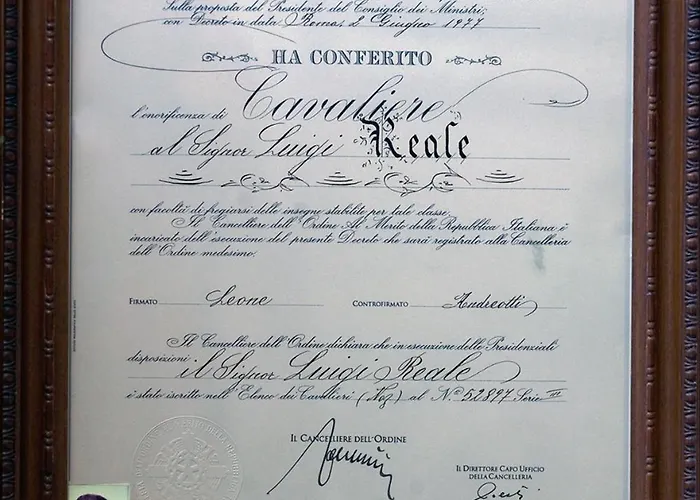 Sulla proposta del Presidente del Consiglio dei Ministri;
con Decreto in data Roma, 2 Giugno 1977
HA CONFERITO
l'onorificenza di Cavaliere
al Signor Luigi Reale
con facoltà di fregiarsi delle insegne stabilite per tale classe.
Il Cancelliere dell'Ordine Al Merito della Repubblica Italiana è
incaricato dell'esecuzione del presente Decreto che sarà registrato alla Cancelleria
dell'Ordine medesimo.
FIRMATO Leone CONTROFIRMATO Andreotti
Il Cancelliere dell'Ordine dichiara che in esecuzione delle Presidenziali
disposizioni il Signor Luigi Reale
è stato iscritto nell'Elenco dei Cavalieri (Naz.) al N.° 52897 Serie III
IL CANCELLIERE DELL'ORDINE
IL DIRETTORE CAPO UFFICIO
DELLA CANCELLERIA